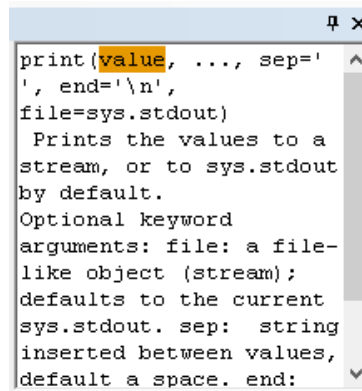 print(value, ..., sep='
', end='\n',
file=sys.stdout)
 Prints the values to a
stream, or to sys.stdout
by default.
Optional keyword
arguments: file: a file-
like object (stream);
defaults to the current
sys.stdout. sep:  string
inserted between values,
default a space. end: